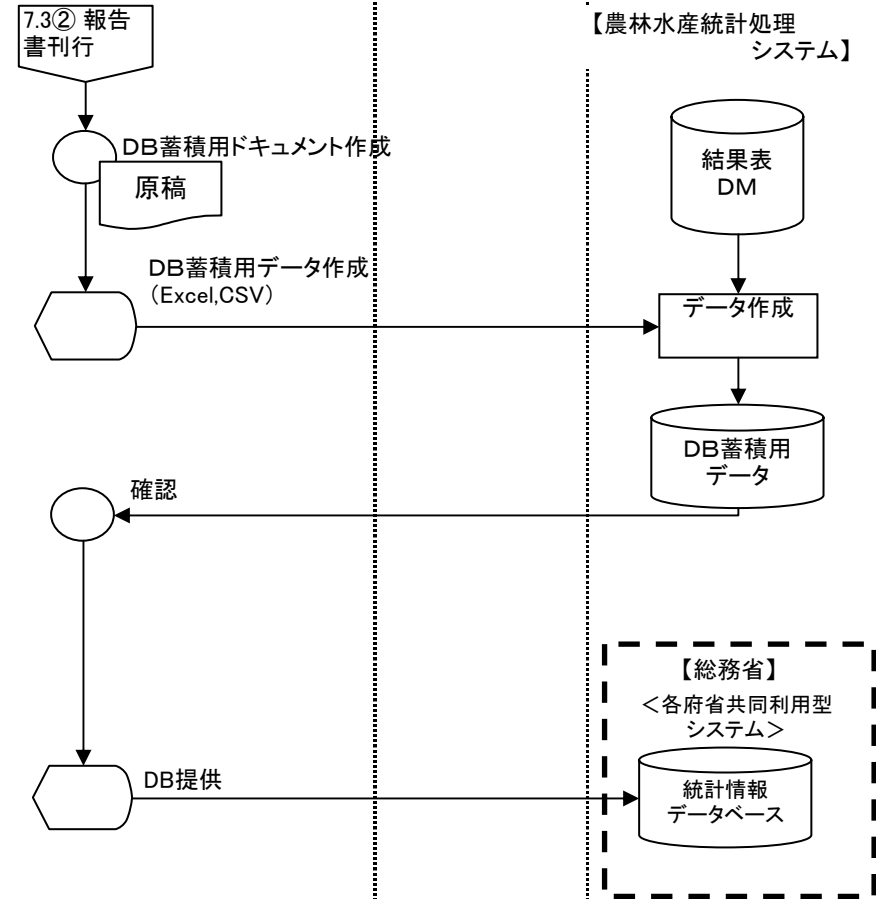 7.3② 報告
書刊行
【農林水産統計処理
システム】
DB蓄積用ドキュメント作成
原稿
結果表
DM
DB蓄積用データ作成
（Excel,CSV）
データ作成
DB蓄積用
データ
確認
【総務省】
＜各府省共同利用型
システム＞
DB提供
統計情報
データベース